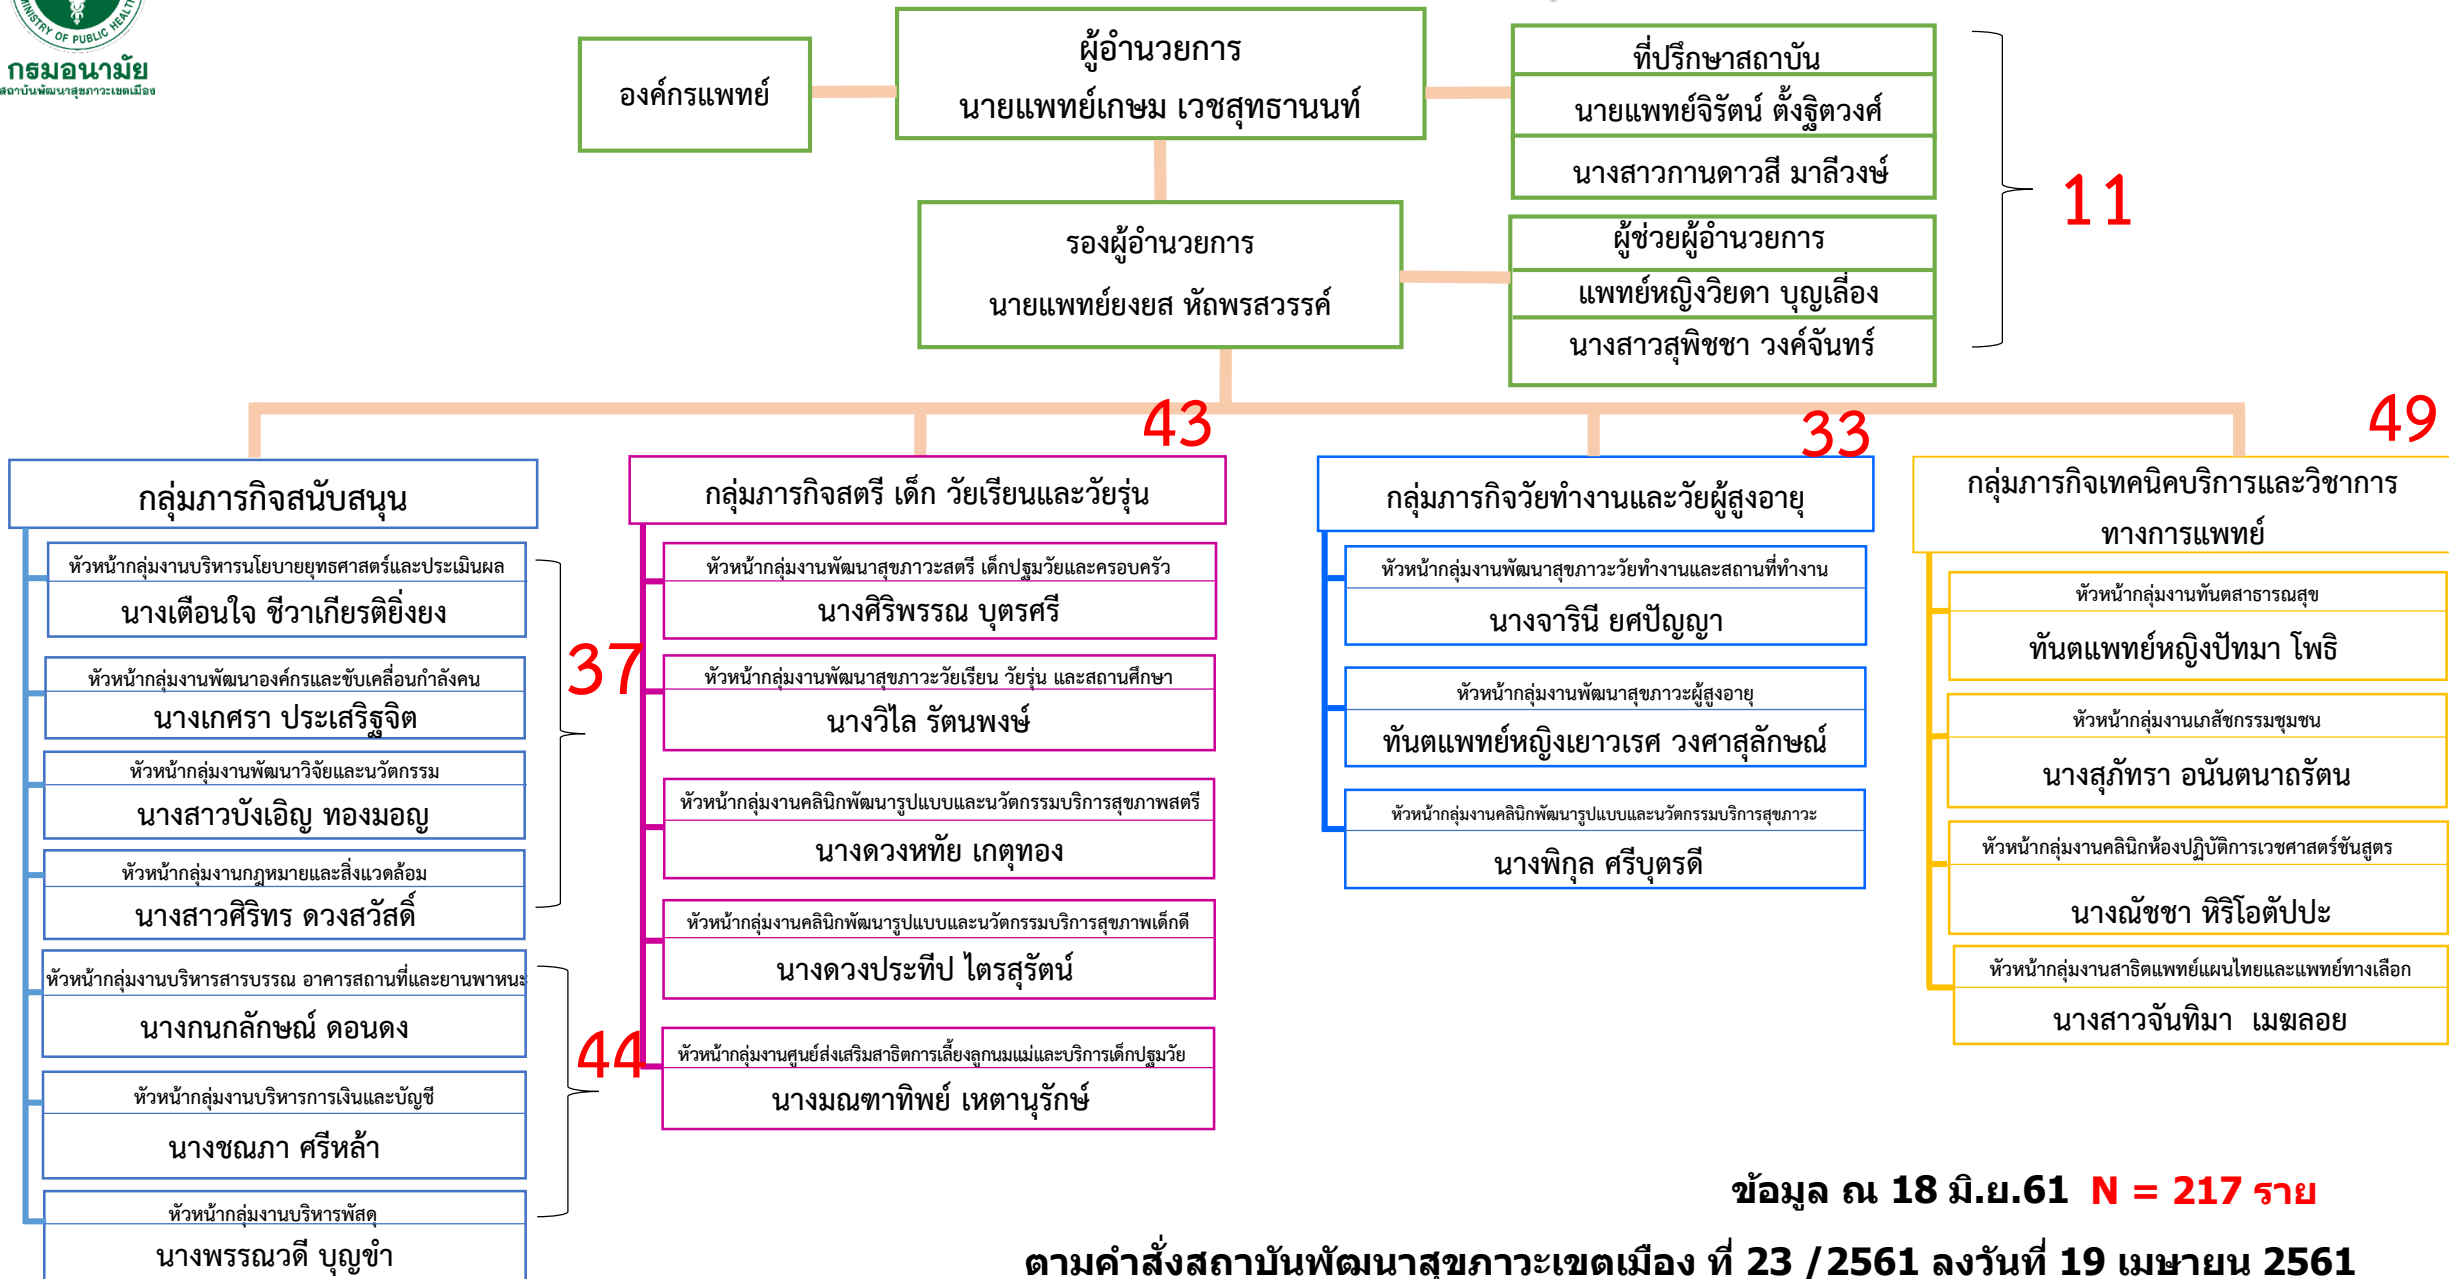 MINISTRY OF PUBLIC HEALTH
กรมอนามัย
สถาบันพัฒนาสุขภาวะเขตเมือง
องค์กรแพทย์
ผู้อำนวยการ
นายแพทย์เกษม เวชสุทธานนท์
ที่ปรึกษาสถาบัน
นายแพทย์จิรัตน์ ตั้งฐิตวงศ์
นางสาวกานดาวสี มาลีวงษ์
รองผู้อำนวยการ
นายแพทย์ยงยส หัถพรสวรรค์
ผู้ช่วยผู้อำนวยการ
แพทย์หญิงวิยดา บุญเลื่อง
นางสาวสุพิชชา วงค์จันทร์
11
กลุ่มภารกิจสนับสนุน
หัวหน้ากลุ่มงานบริหารนโยบายยุทธศาสตร์และประเมินผล
นางเตือนใจ ชีวาเกียรติยิ่งยง
หัวหน้ากลุ่มงานพัฒนาองค์กรและขับเคลื่อนกำลังคน
นางเกศรา ประเสริฐจิต
หัวหน้ากลุ่มงานพัฒนาวิจัยและนวัตกรรม
นางสาวบังเอิญ ทองมอญ
หัวหน้ากลุ่มงานกฎหมายและสิ่งแวดล้อม
นางสาวศิริทร ดวงสวัสดิ์
37
หัวหน้ากลุ่มงานบริหารสารบรรณ อาคารสถานที่และยานพาหนะ
นางกนกลักษณ์ ดอนดง
หัวหน้ากลุ่มงานบริหารการเงินและบัญชี
นางชณภา ศรีหล้า
หัวหน้ากลุ่มงานบริหารพัสดุ
นางพรรณวดี บุญขำ
44
43
กลุ่มภารกิจสตรี เด็ก วัยเรียนและวัยรุ่น
หัวหน้ากลุ่มงานพัฒนาสุขภาวะสตรี เด็กปฐมวัยและครอบครัว
นางศิริพรรณ บุตรศรี
หัวหน้ากลุ่มงานพัฒนาสุขภาวะวัยเรียน วัยรุ่น และสถานศึกษา
นางวิไล รัตนพงษ์
หัวหน้ากลุ่มงานคลินิกพัฒนารูปแบบและนวัตกรรมบริการสุขภาพสตรี
นางดวงหทัย เกตุทอง
หัวหน้ากลุ่มงานคลินิกพัฒนารูปแบบและนวัตกรรมบริการสุขภาพเด็กดี
นางดวงประทีป ไตรสุรัตน์
หัวหน้ากลุ่มงานศูนย์ส่งเสริมสาธิตการเลี้ยงลูกนมแม่และบริการเด็กปฐมวัย
นางมณฑาทิพย์ เหตานุรักษ์
33
กลุ่มภารกิจวัยทำงานและวัยผู้สูงอายุ
หัวหน้ากลุ่มงานพัฒนาสุขภาวะวัยทำงานและสถานที่ทำงาน
นางจารินี ยศปัญญา
หัวหน้ากลุ่มงานพัฒนาสุขภาวะผู้สูงอายุ
ทันตแพทย์หญิงเยาวเรศ วงศาสุลักษณ์
หัวหน้ากลุ่มงานคลินิกพัฒนารูปแบบและนวัตกรรมบริการสุขภาวะ
นางพิกุล ศรีบุตรดี
49
กลุ่มภารกิจเทคนิคบริการและวิชาการ
ทางการแพทย์
หัวหน้ากลุ่มงานทันตสาธารณสุข
ทันตแพทย์หญิงปัทมา โพธิ
หัวหน้ากลุ่มงานเภสัชกรรมชุมชน
นางสุภัทรา อนันตนาถรัตน
หัวหน้ากลุ่มงานคลินิกห้องปฏิบัติการเวชศาสตร์ชันสูตร
นางณัชชา หิริโอตัปปะ
หัวหน้ากลุ่มงานสาธิตแพทย์แผนไทยและแพทย์ทางเลือก
นางสาวจันทิมา เมฆลอย
ข้อมูล ณ 18 มิ.ย.61 N = 217 ราย
ตามคำสั่งสถาบันพัฒนาสุขภาวะเขตเมือง ที่ 23 /2561 ลงวันที่ 19 เมษายน 2561